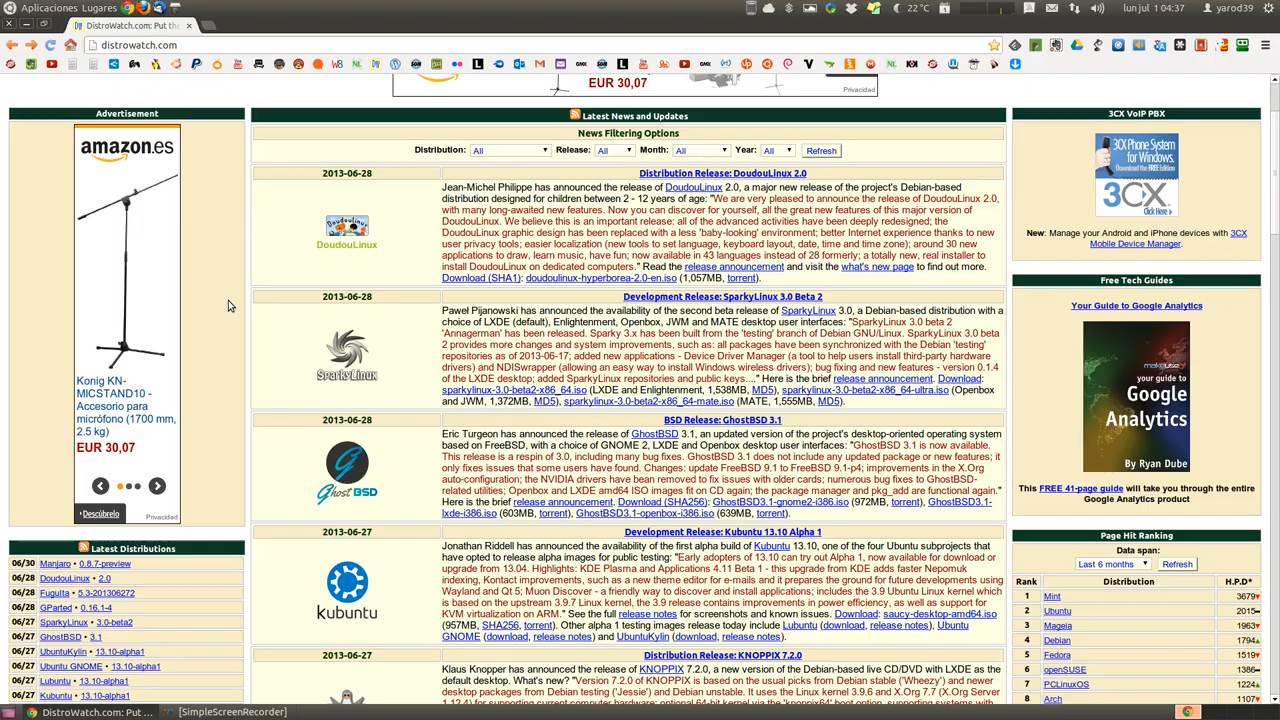 Aplicaciones Lugares
22°C
lun jul 1 04:37
yarod39
DistroWatch.com: Put the
distrowatch.com
EUR 30,07
Privacidad
Advertisement
amazon.es
Konig KN-
MICSTAND10 -
Accesorio para
micrófono (1700 mm,
2.5 kg)
EUR 30,07
Descúbrelo
Privacidad
Latest Distributions
06/30 Manjaro • 0.8.7-preview
06/28 DoudouLinux • 2.0
06/28 Fuguita • 5.3-201306272
06/28 GParted • 0.16.1-4
06/28 SparkyLinux • 3.0-beta2
06/28 GhostBSD • 3.1
06/27 UbuntuKylin • 13.10-alpha1
06/27 Ubuntu GNOME • 13.10-alpha1
06/27 Lubuntu • 13.10-alpha1
06/27 Kubuntu • 13.10-alpha1
Latest News and Updates
News Filtering Options
Distribution: All Release: All Month: All Year: All Refresh
2013-06-28
DoudouLinux
Distribution Release: DoudouLinux 2.0
Jean-Michel Philippe has announced the release of DoudouLinux 2.0, a major new release of the project's Debian-based
distribution designed for children between 2 - 12 years of age: "We are very pleased to announce the release of DoudouLinux 2.0,
with many long-awaited new features. Now you can discover for yourself, all the great new features of this major version of
DoudouLinux. We believe this is an important release: all of the advanced activities have been deeply redesigned; the
DoudouLinux graphic design has been replaced with a less 'baby-looking' environment; better Internet experience thanks to new
user privacy tools; easier localization (new tools to set language, keyboard layout, date, time and time zone); around 30 new
applications to draw, learn music, have fun; now available in 43 languages instead of 28 formerly; a totally new, real installer to
install DoudouLinux on dedicated computers." Read the release announcement and visit the what's new page to find out more.
Download (SHA1): doudoulinux-hyperborea-2.0-en.iso (1,057MB, torrent).
2013-06-28
SparkyLinux
Development Release: SparkyLinux 3.0 Beta 2
Pawel Pijanowski has announced the availability of the second beta release of SparkyLinux 3.0, a Debian-based distribution with a
choice of LXDE (default), Enlightenment, Openbox, JWM and MATE desktop user interfaces: "SparkyLinux 3.0 beta 2
'Annagerman' has been released. Sparky 3.x has been built from the 'testing' branch of Debian GNU/Linux. SparkyLinux 3.0 beta
2 provides more changes and system improvements, such as: all packages have been synchronized with the Debian 'testing'
repositories as of 2013-06-17; added new applications - Device Driver Manager (a tool to help users install third-party hardware
drivers) and NDISwrapper (allowing an easy way to install Windows wireless drivers); bug fixing and new features - version 0.1.4
of the LXDE desktop; added SparkyLinux repositories and public keys...." Here is the brief release announcement. Download:
sparkylinux-3.0-beta2-x86_64.iso (LXDE and Enlightenment, 1,538MB, MD5), sparkylinux-3.0-beta2-x86_64-ultra.iso (Openbox
and JWM, 1,372MB, MD5), sparkylinux-3.0-beta2-x86_64-mate.iso (MATE, 1,555MB, MD5).
2013-06-28
Ghost BSD
BSD Release: GhostBSD 3.1
Eric Turgeon has announced the release of GhostBSD 3.1, an updated version of the project's desktop-oriented operating system
based on FreeBSD, with a choice of GNOME 2, LXDE and Openbox desktop user interfaces: "GhostBSD 3.1 is now available.
This release is a respin of 3.0, including many bug fixes. GhostBSD 3.1 does not include any updated package or new features; it
only fixes issues that some users have found. Changes: update FreeBSD 9.1 to FreeBSD 9.1-p4; improvements in the X.Org
auto-configuration; the NVIDIA drivers have been removed to fix issues with older cards; numerous bug fixes to GhostBSD-
related utilities; Openbox and LXDE amd64 ISO images fit on CD again; the package manager and pkg_add are functional again."
Here is the brief release announcement. Download (SHA256): GhostBSD3.1-gnome2-i386.iso (972MB, torrent), GhostBSD3.1-
lxde-i386.iso (603MB, torrent), GhostBSD3.1-openbox-i386.iso (639MB, torrent).
2013-06-27
kubuntu
Development Release: Kubuntu 13.10 Alpha 1
Jonathan Riddell has announced the availability of the first alpha build of Kubuntu 13.10, one of the four Ubuntu subprojects that
have opted to release alpha images for public testing: "Early adopters of 13.10 can try out Alpha 1, now available for download or
upgrade from 13.04. Highlights: KDE Plasma and Applications 4.11 Beta 1 - this upgrade from KDE adds faster Nepomuk
indexing, Kontact improvements, such as a new theme editor for e-mails and it prepares the ground for future developments using
Wayland and Qt 5; Muon Discover - a friendly way to discover and install applications; includes the 3.9 Ubuntu Linux kernel which
is based on the upstream 3.9.7 Linux kernel, the 3.9 release contains improvements in power efficiency, as well as support for
KVM virtualization on ARM." See the full release notes for screenshots and known issues. Download: saucy-desktop-amd64.iso
(957MB, SHA256, torrent). Other alpha 1 testing images release today include Lubuntu (download, release notes), Ubuntu
GNOME (download, release notes) and UbuntuKylin (download, release notes).
2013-06-27
Distribution Release: KNOPPIX 7.2.0
Klaus Knopper has announced the release of KNOPPIX 7.2.0, a new version of the Debian-based live CD/DVD with LXDE as the
default desktop. What's new? "Version 7.2.0 of KNOPPIX is based on the usual picks from Debian stable ('Wheezy') and newer
desktop packages from Debian testing ('Jessie') and Debian unstable. It uses the Linux kernel 3.9.6 and X.Org 7.7 (X.Org Server
3CX VoIP PBX
3CX Phone System
for Windows.
Download the FREE Edition
3CX
Click Here
New: Manage your Android and iPhone devices with 3CX
Mobile Device Manager.
Free Tech Guides
Your Guide to Google Analytics
makeuseof
your guide to
Google
Analytics
By Ryan Dube
This FREE 41-page guide will take you through the entire
Google Analytics product
Page Hit Ranking
Data span:
Last 6 months Refresh
Rank Distribution H.P.D*
1 Mint 3679
2 Ubuntu 2015
3 Mageia 1963
4 Debian 1794
5 Fedora 1519
6 openSUSE 1386
7 PCLinuxOS 1224
8 Arch 1107
DistroWatch.com: Put ...
[SimpleScreenRecorder]